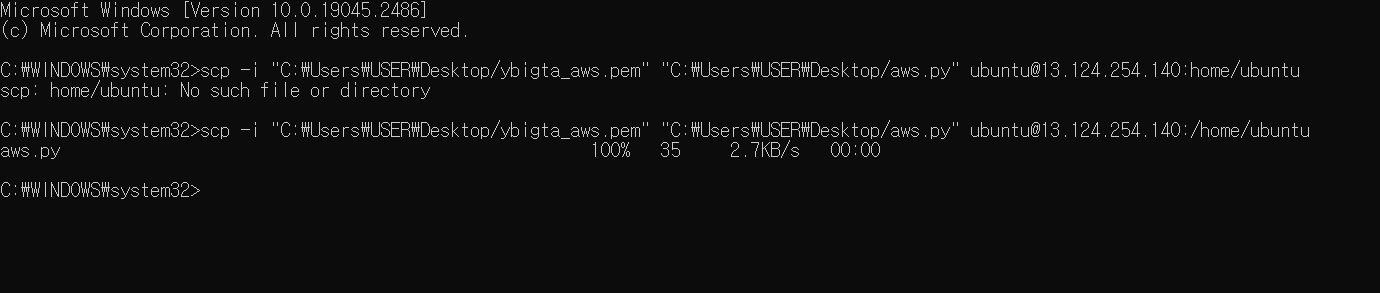 Microsoft Windows [Version 10.0.19045.2486]
(c) Microsoft Corporation. All rights reserved.
C:₩WINDOWS₩system32>scp -i "C:₩Users₩USER₩Desktop/ybigta_aws.pem" "C:₩Users₩USER₩Desktop/aws.py" ubuntu@13.124.254.140:home/ubuntu
scp: home/ubuntu: No such file or directory
C:₩WINDOWS₩system32>scp -i "C:₩Users₩USER₩Desktop/ybigta_aws.pem" "C:₩Users₩USER₩Desktop/aws.py" ubuntu@13.124.254.140:/home/ubuntu
aws.py 100% 35 2.7KB/s 00:00
C:₩WINDOWS₩system32>